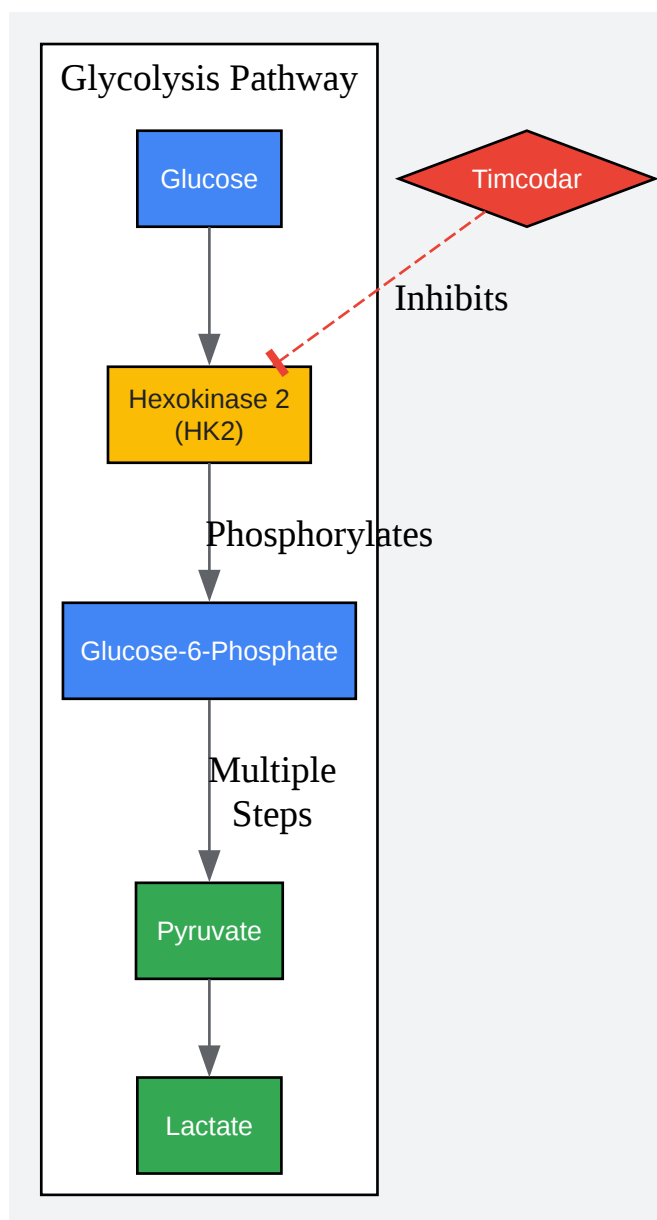 Glycolysis Pathway
Glucose
Timcodar
Inhibits
Hexokinase 2
(HK2)
Phosphorylates
Glucose-6-Phosphate
Multiple
Steps
Pyruvate
Lactate